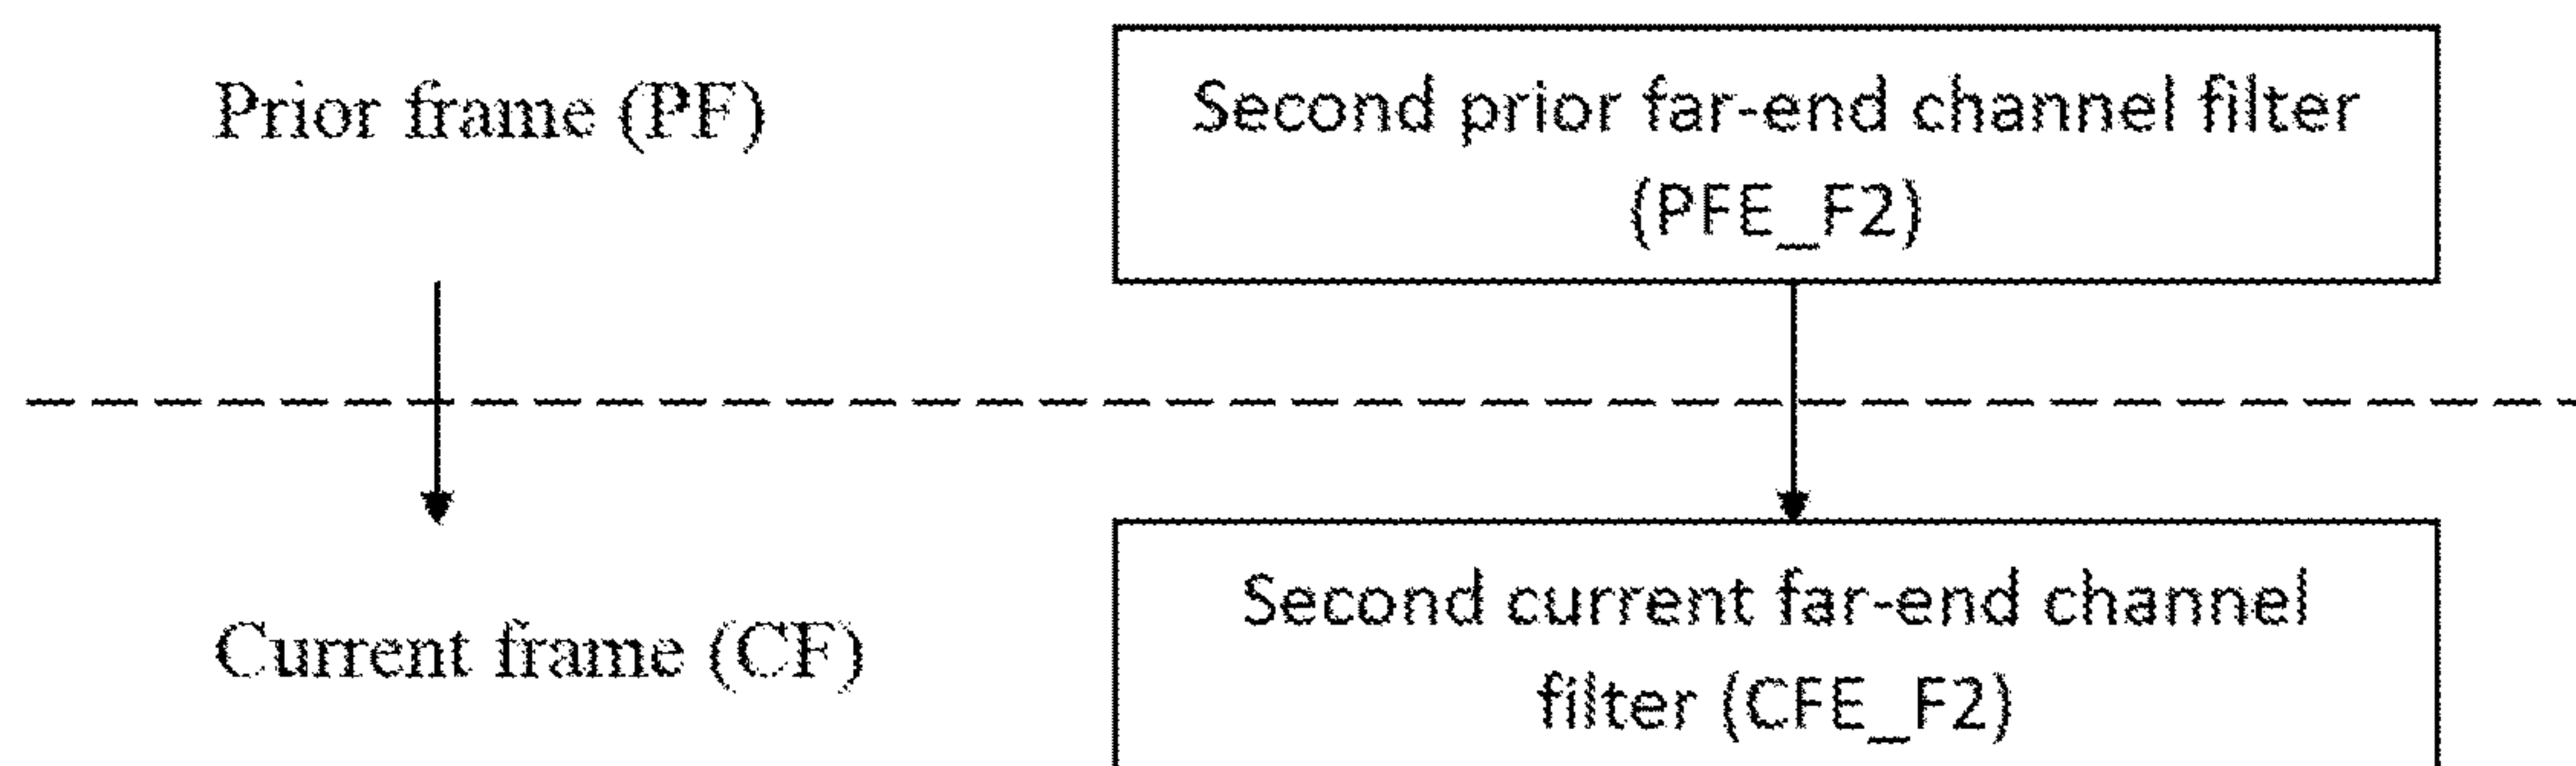 Prior frame (PF)
Second prior far-end channel filter
(PFE_F2)
Current frame (CF)
Second current far-end channel
filter (CFE_F2)